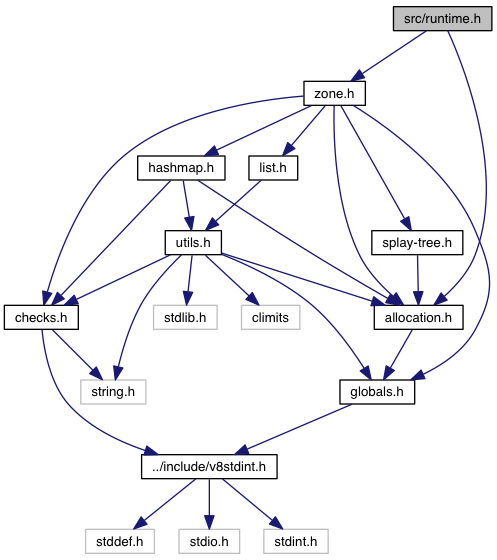 src/runtime.h
zone.h
hashmap.h
list.h
utils.h
splay-tree.h
checks.h
stdlib.h
climits
allocation.h
string.h
globals.h
../include/v8stdint.h
stddef.h
stdio.h
stdint.h